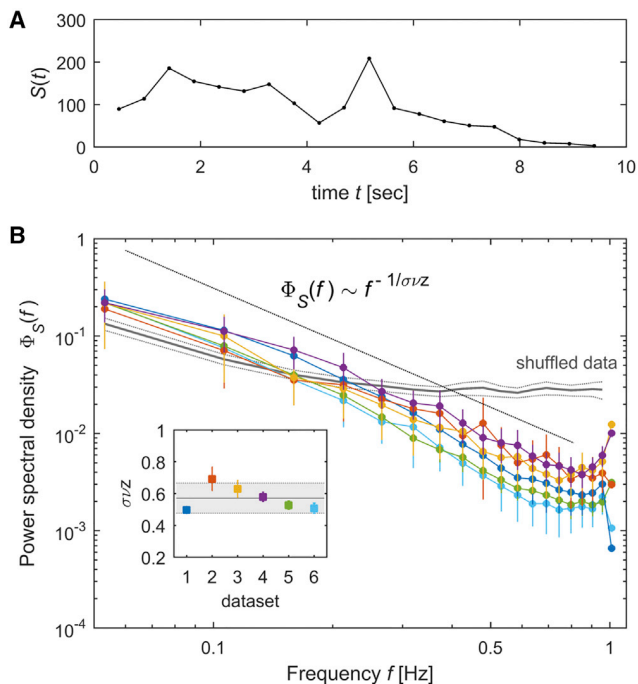 A
S(t)
300
200
100
0
0 2 4 6 8 10
time t [sec]
B
Power spectral density Φ_S(f)
1
10^-1
10^-2
10^-3
10^-4
Φ_S(f) ~ f^- 1/σνz
shuffled data
σνz
1
0.8
0.6
0.4
0.2
1 2 3 4 5 6
dataset
0.1 0.5 1
Frequency f [Hz]